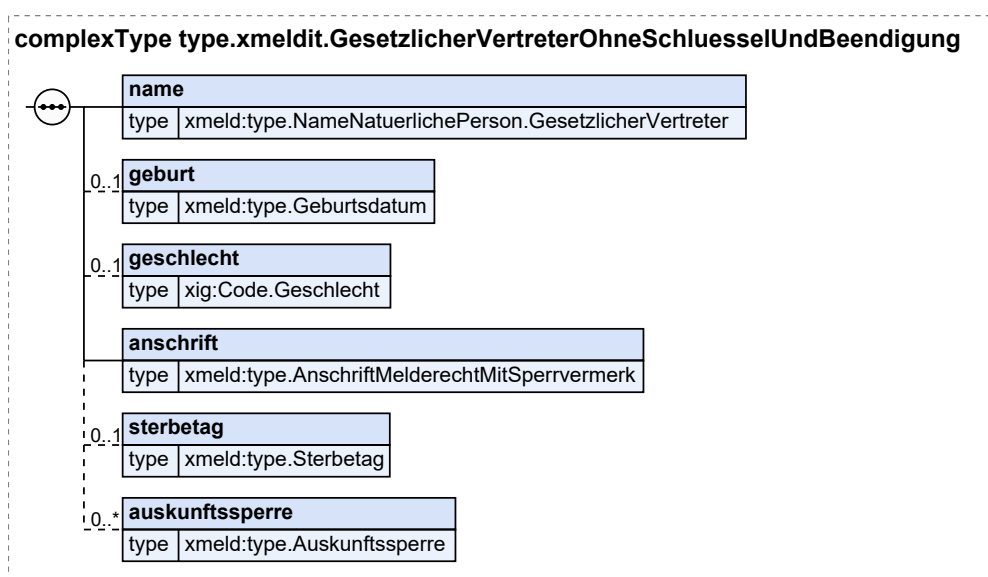 complexType type.xmeldit.GesetzlicherVertreterOhneSchluesselUndBeendigung
name
type xmeld:type.NameNatuerlichePerson.GesetzlicherVertreter
0..1 geburt
type xmeld:type.Geburtsdatum
0..1 geschlecht
type xig:Code.Geschlecht
anschrift
type xmeld:type.AnschriftMelderechtMitSperrvermerk
0..1 sterbetag
type xmeld:type.Sterbetag
0..* auskunftssperre
type xmeld:type.Auskunftssperre